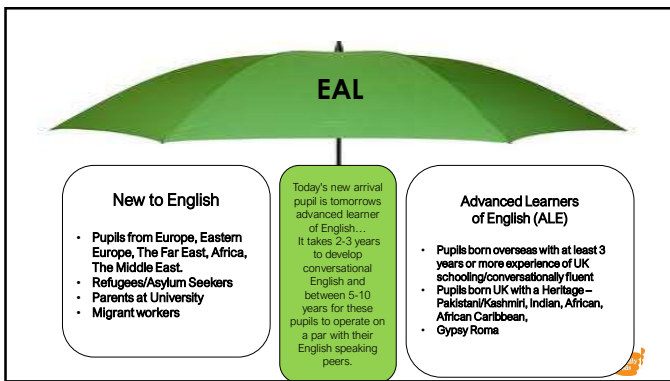 EAL
New to English
• Pupils from Europe, Eastern
Europe, The Far East, Africa,
The Middle East.
• Refugees/Asylum Seekers
• Parents at University
• Migrant workers
Today's new arrival
pupil is tomorrows
advanced learner
of English…
It takes 2-3 years
to develop
conversational
English and
between 5-10
years for these
pupils to operate on
a par with their
English speaking
peers.
Advanced Learners
of English (ALE)
• Pupils born overseas with at least 3
years or more experience of UK
schooling/conversationally fluent
• Pupils born UK with a Heritage –
Pakistani/Kashmiri, Indian, African,
African Caribbean,
• Gypsy Roma